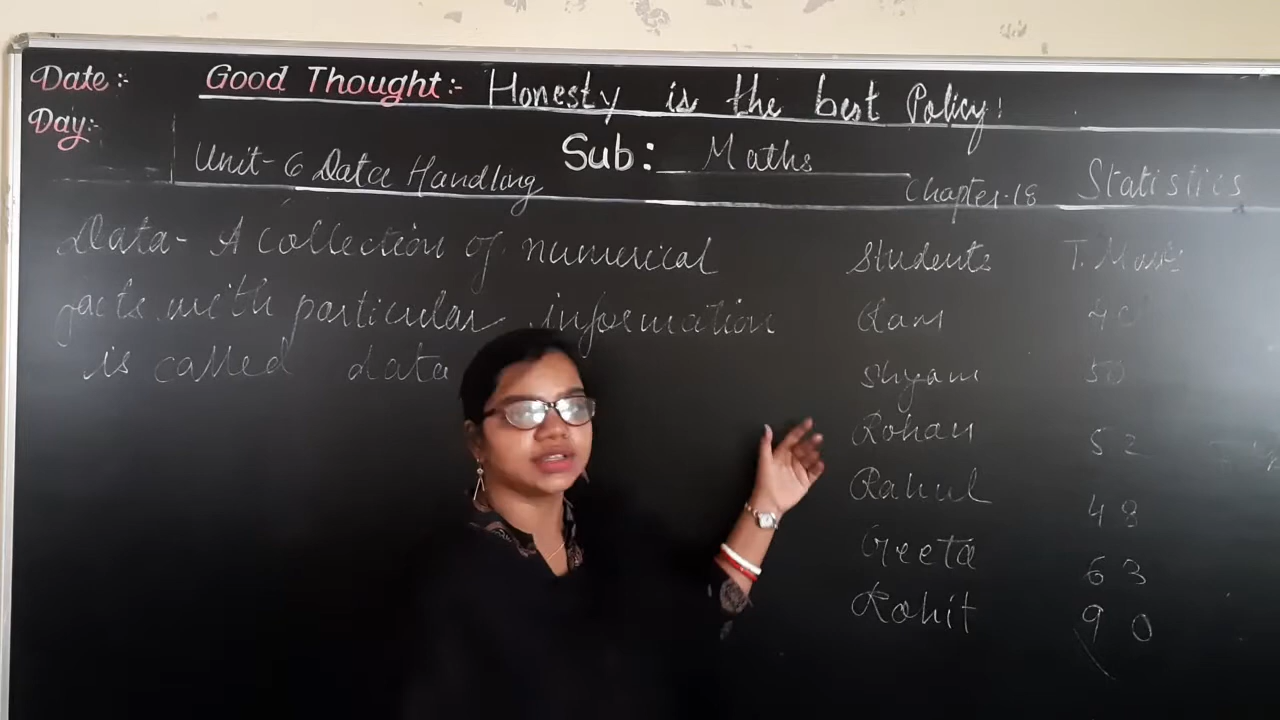 Date:-
Good Thought:- Honesty is the best Policy!
Day:-
Sub: Maths
Unit-6 Data Handling
Chapter-18 Statistics
Data- A collection of numerical
facts with particular information
is called data
Students T. Marks
Ram 40
Shyam 50
Rohan 52
Rahul 48
Geeta 63
Rohit 90